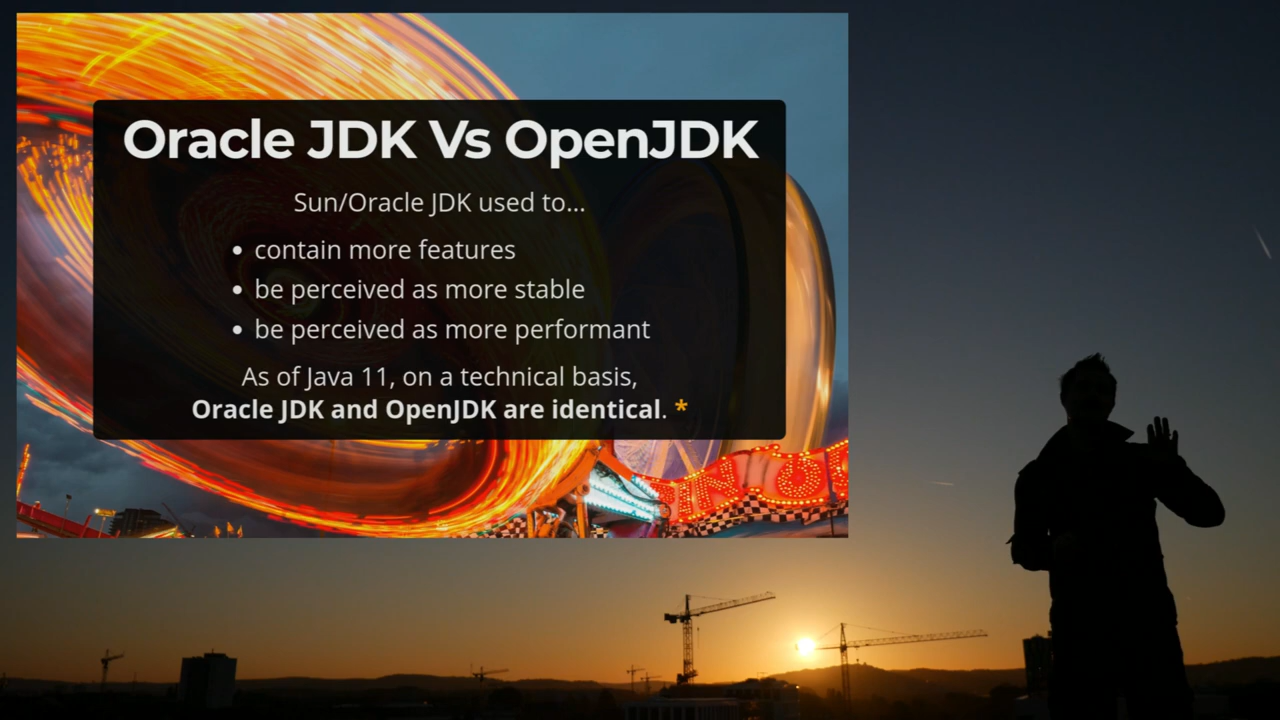 Oracle JDK Vs OpenJDK
Sun/Oracle JDK used to...
• contain more features
• be perceived as more stable
• be perceived as more performant
As of Java 11, on a technical basis,
Oracle JDK and OpenJDK are identical. *